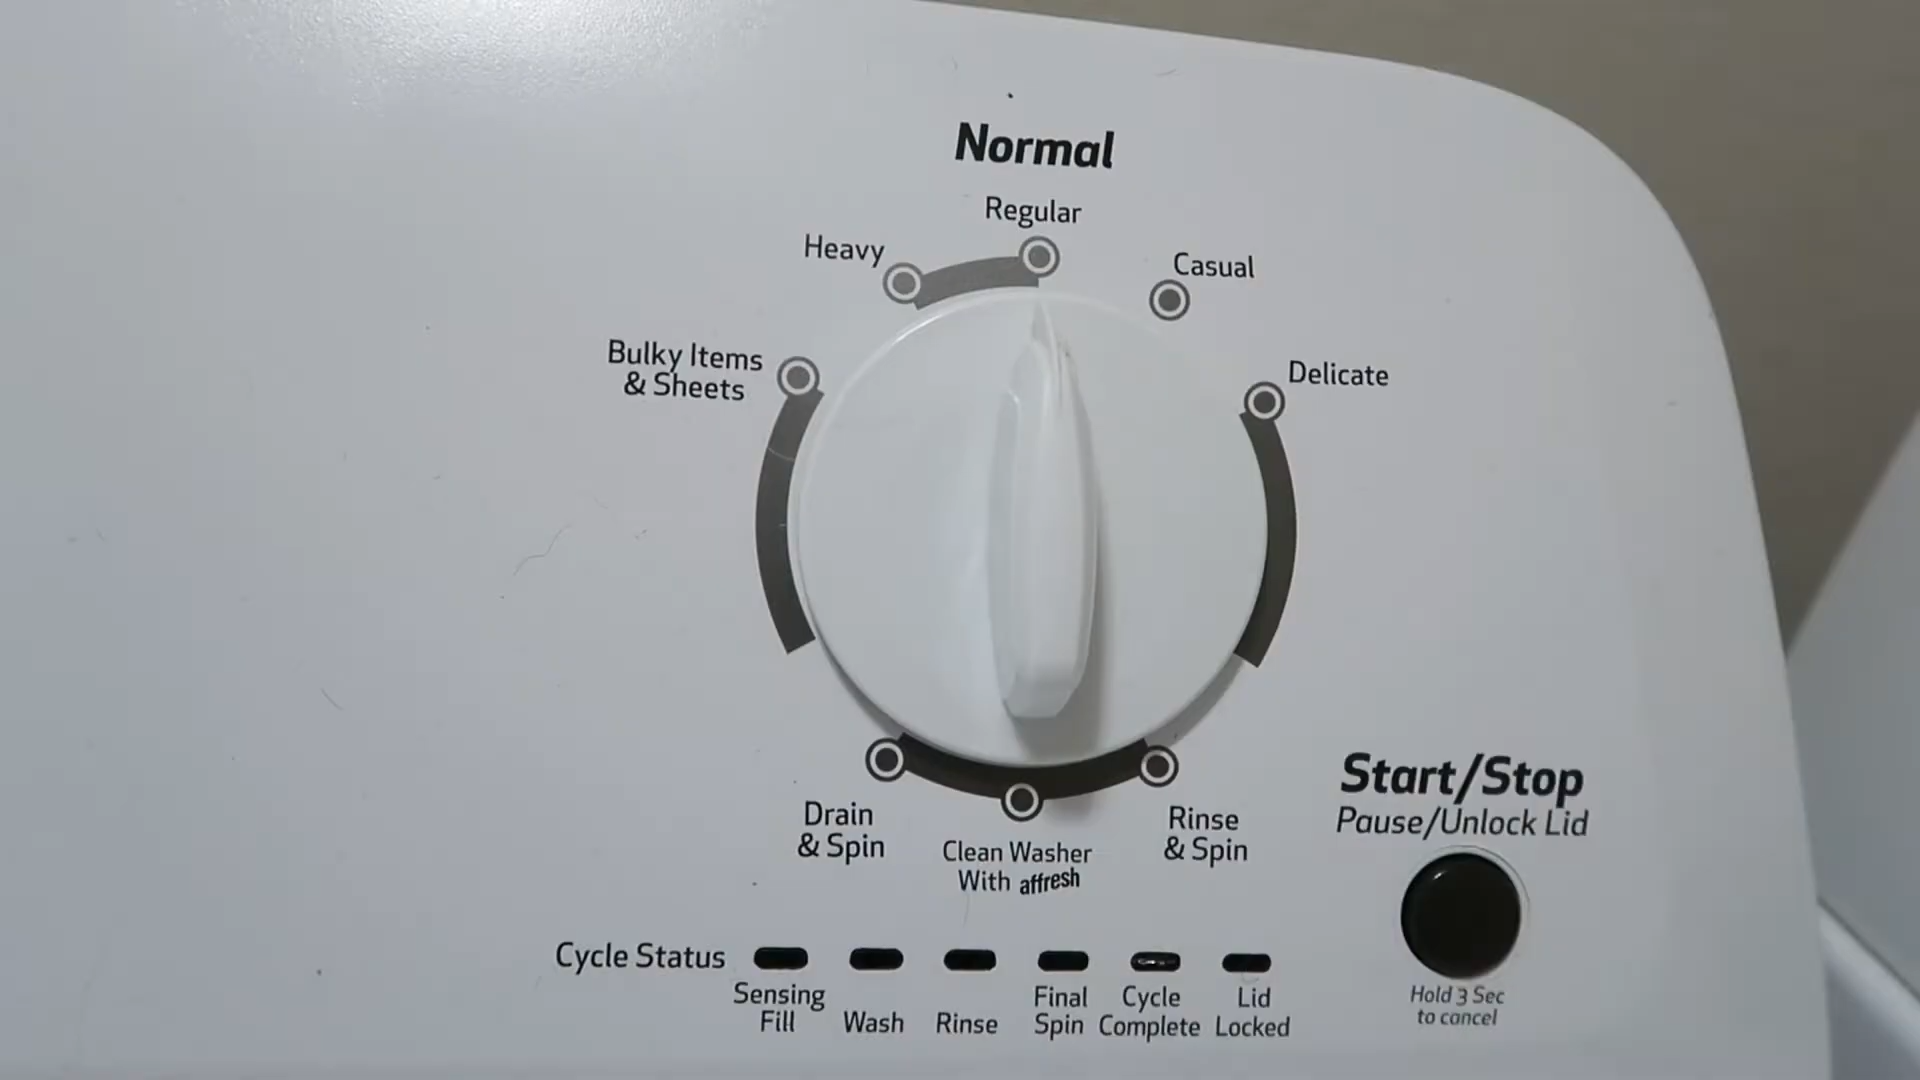 Normal
Regular
Heavy
Casual
Bulky Items
& Sheets
Delicate
Drain
& Spin
Clean Washer
With affresh
Rinse
& Spin
Start/Stop
Pause/Unlock Lid
Hold 3 Sec
to cancel
Cycle Status
Sensing
Fill
Wash
Rinse
Final
Spin
Cycle
Complete
Lid
Locked